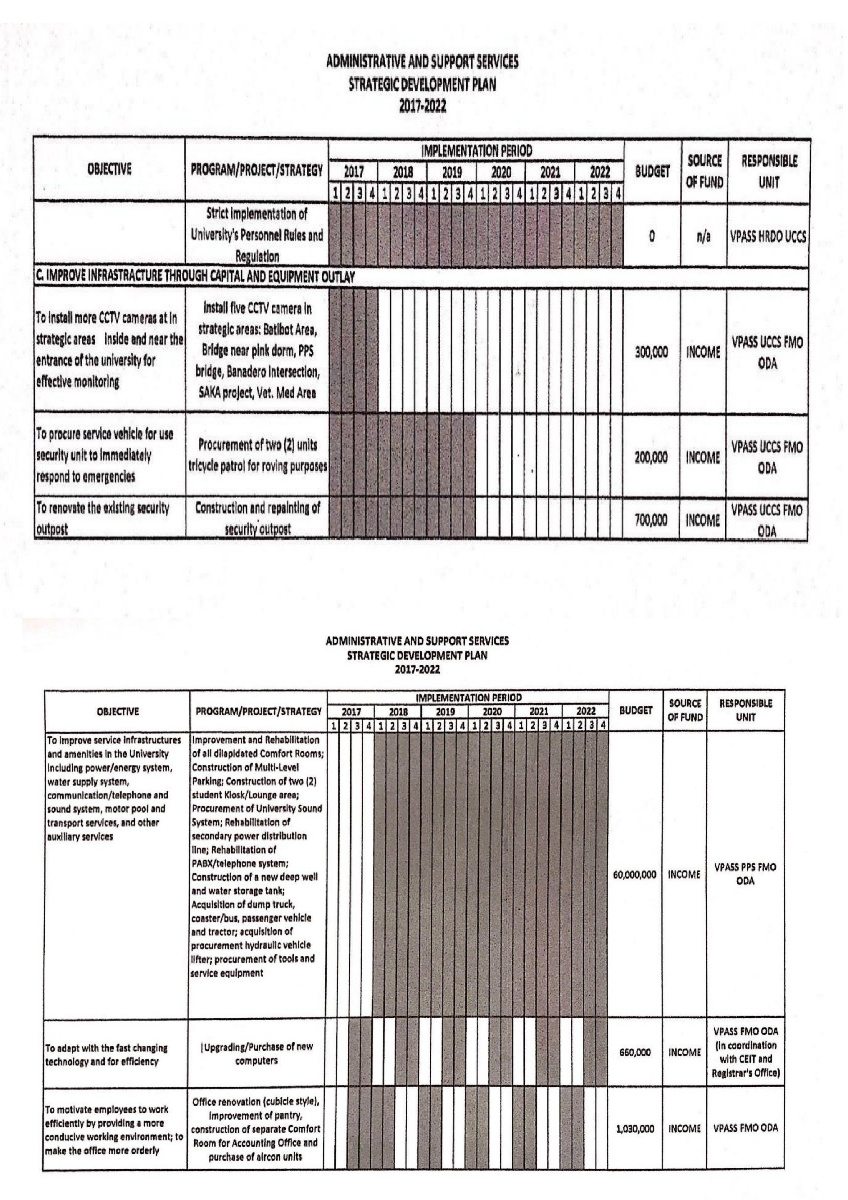 ADMINISTRATIVE AND SUPPORT SERVICES
STRATEGIC DEVELOPMENT PLAN
2017-2022
OBJECTIVE
PROGRAM/PROJECT/STRATEGY
IMPLEMENTATION PERIOD
BUDGET
SOURCE
OF FUND
RESPONSIBLE
UNIT
2017 2018 2019 2020 2021 2022
1 2 3 4 1 2 3 4 1 2 3 4 1 2 3 4 1 2 3 4 1 2 3 4
Strict Implementation of
University's Personnel Rules and
Regulation
0
n/a
VPASS HRDO UCCS
C. IMPROVE INFRASTRACTURE THROUGH CAPITAL AND EQUIPMENT OUTLAY
To install more CCTV cameras at in
strategic areas inside and near the
entrance of the university for
effective monitoring
Install five CCTV camera in
strategic areas: Batibot Area,
Bridge near pink dorm, PPS
bridge, Banadero Intersection,
SAKA project, Vet. Med Area
300,000
INCOME
VPASS UCCS FMO
ODA
To procure service vehicle for use
security unit to immediately
respond to emergencies
Procurement of two (2) units
tricycle patrol for roving purposes
200,000
INCOME
VPASS UCCS FMO
ODA
To renovate the existing security
outpost
Construction and repainting of
security outpost
700,000
INCOME
VPASS UCCS FMO
ODA
ADMINISTRATIVE AND SUPPORT SERVICES
STRATEGIC DEVELOPMENT PLAN
2017-2022
OBJECTIVE
PROGRAM/PROJECT/STRATEGY
IMPLEMENTATION PERIOD
BUDGET
SOURCE
OF FUND
RESPONSIBLE
UNIT
2017 2018 2019 2020 2021 2022
1 2 3 4 1 2 3 4 1 2 3 4 1 2 3 4 1 2 3 4 1 2 3 4
To improve service infrastructures
and amenities in the University
including power/energy system,
water supply system,
communication/telephone and
sound system, motor pool and
transport services, and other
auxiliary services
Improvement and Rehabilitation
of all dilapidated Comfort Rooms;
Construction of Multi-Level
Parking; Construction of two (2)
student Kiosk/Lounge area;
Procurement of University Sound
System; Rehabilitation of
secondary power distribution
line; Rehabilitation of
PABX/telephone system;
Construction of a new deep well
and water storage tank;
Acquisition of dump truck,
coaster/bus, passenger vehicle
and tractor; acquisition of
procurement hydraulic vehicle
lifter; procurement of tools and
service equipment
60,000,000
INCOME
VPASS PPS FMO
ODA
To adapt with the fast changing
technology and for efficiency
Upgrading/Purchase of new
computers
660,000
INCOME
VPASS FMO ODA
(In coordination
with CEIT and
Registrar's Office)
To motivate employees to work
efficiently by providing a more
conducive working environment; to
make the office more orderly
Office renovation (cubicle style),
improvement of pantry,
construction of separate Comfort
Room for Accounting Office and
purchase of aircon units
1,030,000
INCOME
VPASS FMO ODA